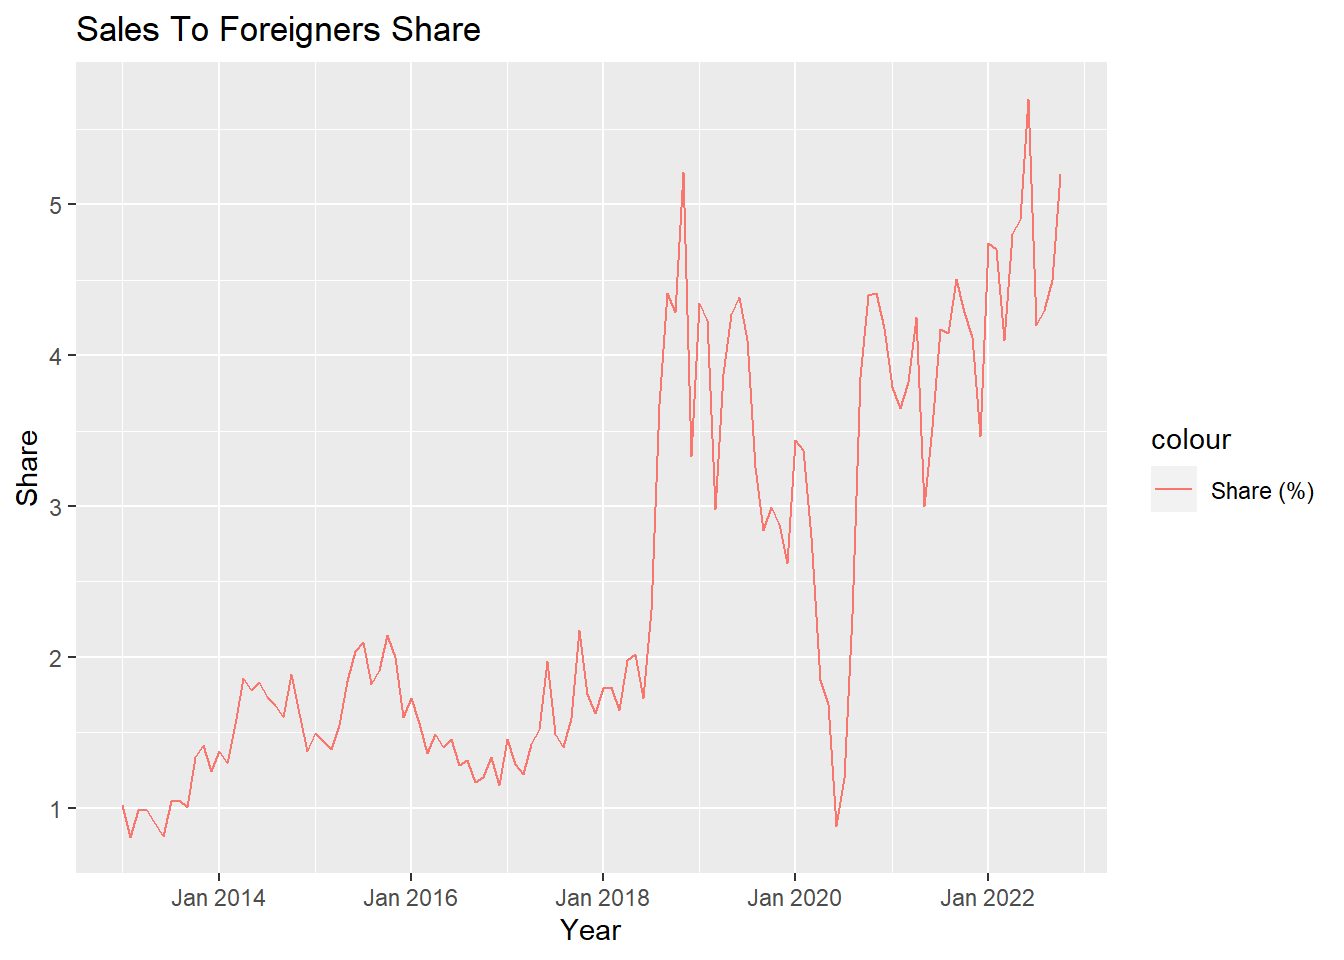 Sales To Foreigners Share
5
4
3
2
1
Share
Jan 2014 Jan 2016 Jan 2018 Jan 2020 Jan 2022
Year
colour
Share (%)